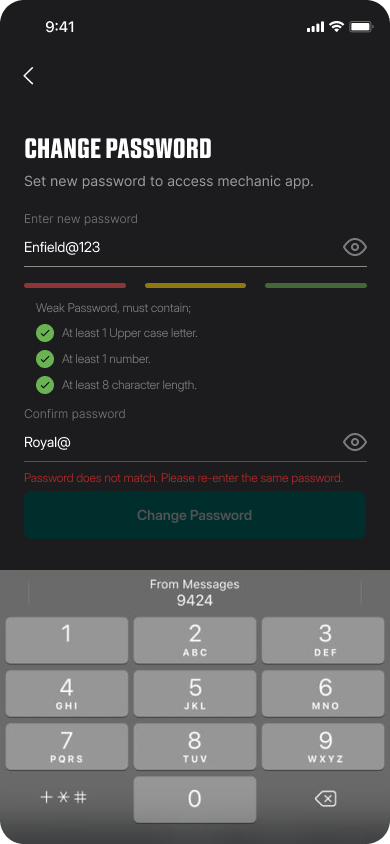 9:41
CHANGE PASSWORD
Set new password to access mechanic app.
Enter new password
Enfield@123
Weak Password, must contain;
At least 1 Upper case letter.
At least 1 number.
At least 8 character length.
Confirm password
Royal@
Password does not match. Please re-enter the same password.
Change Password
From Messages
9424
1 2 3
ABC DEF
4 5 6
GHI JKL MNO
7 8 9
PQRS TUV WXYZ
+*# 0